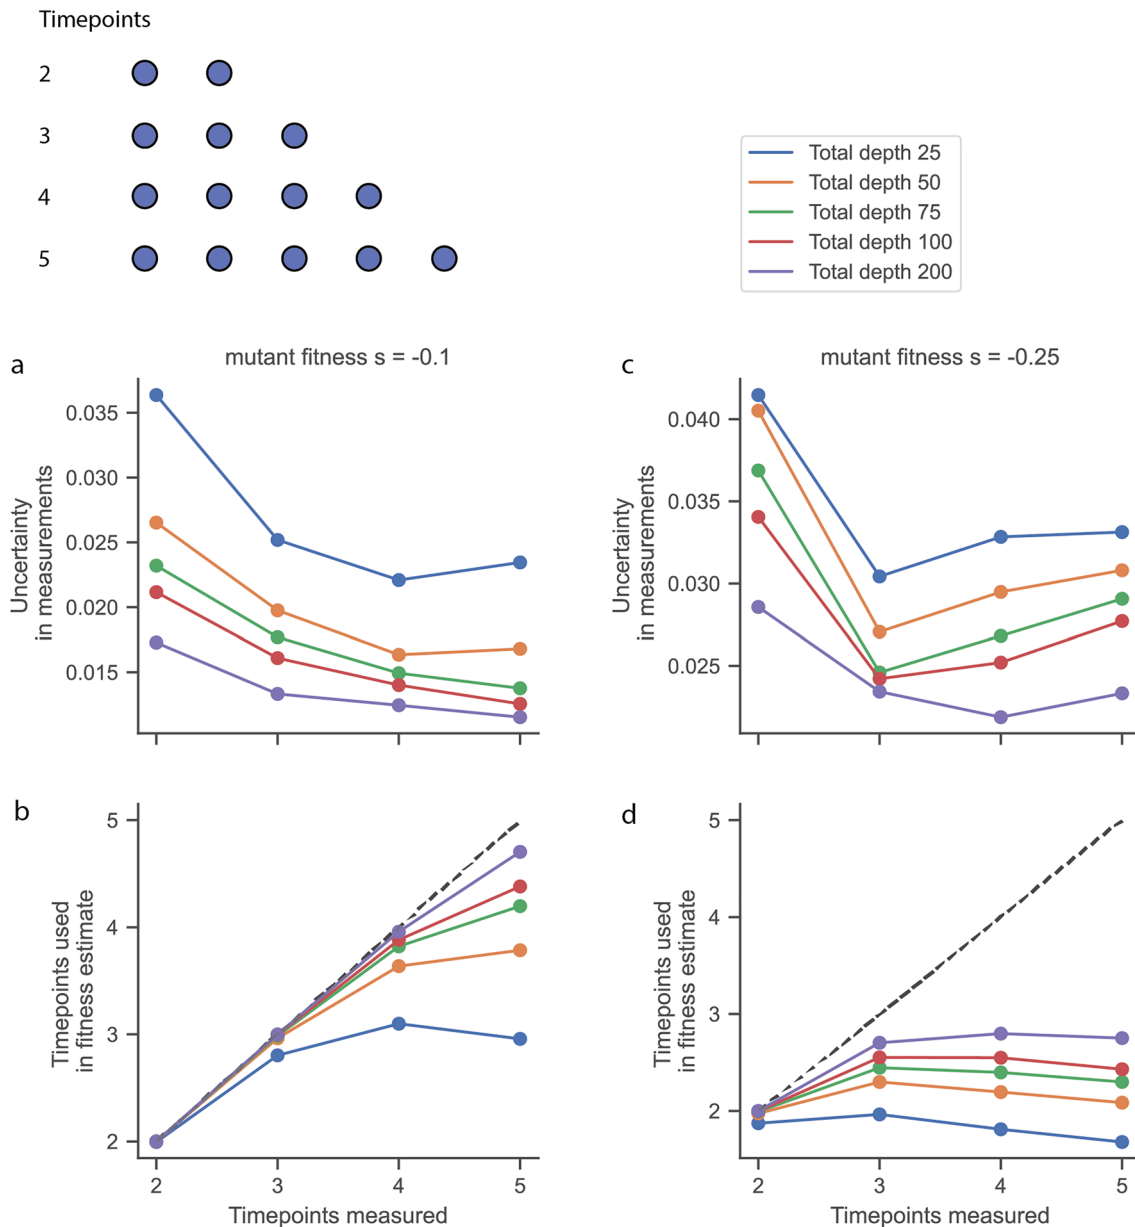 Timepoints
2
3
4
5
Total depth 25
Total depth 50
Total depth 75
Total depth 100
Total depth 200
a
mutant fitness s = -0.1
0.035
0.030
0.025
0.020
0.015
Uncertainty
in measurements
c
mutant fitness s = -0.25
0.040
0.035
0.030
0.025
Uncertainty
in measurements
b
5
4
3
2
Timepoints used
in fitness estimate
2 3 4 5
Timepoints measured
d
5
4
3
2
Timepoints used
in fitness estimate
2 3 4 5
Timepoints measured